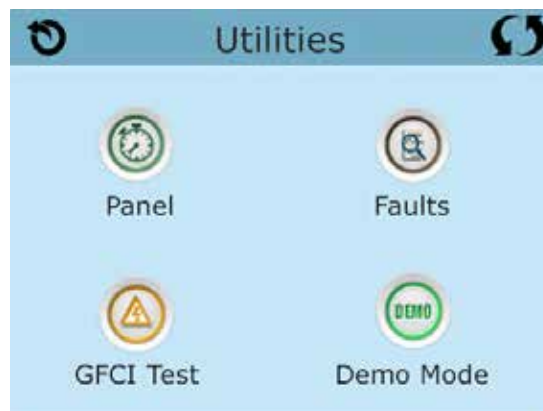 Utilities
Panel
Faults
DEMO
GFCI Test
Demo Mode